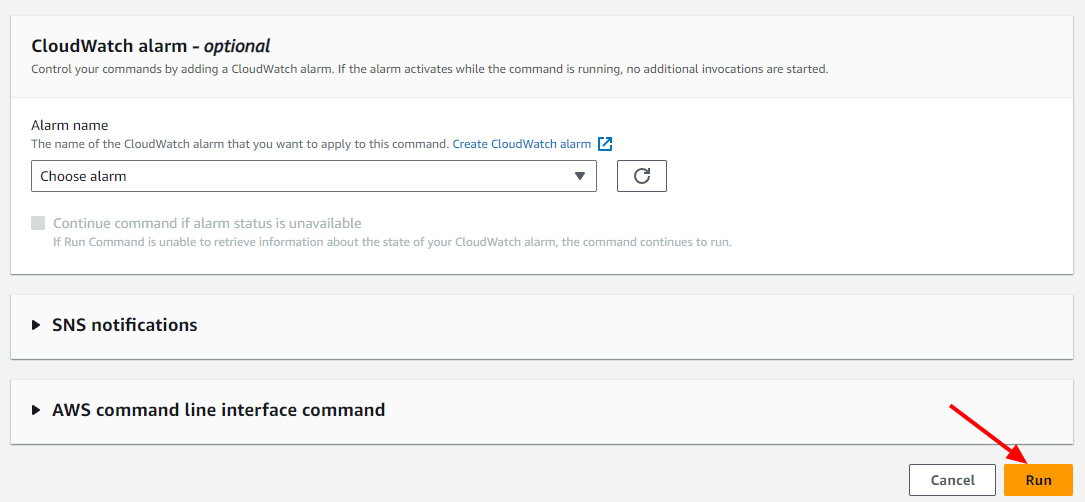 CloudWatch alarm - optional
Control your commands by adding a CloudWatch alarm. If the alarm activates while the command is running, no additional invocations are started.
Alarm name
The name of the CloudWatch alarm that you want to apply to this command. Create CloudWatch alarm
Choose alarm
Continue command if alarm status is unavailable
If Run Command is unable to retrieve information about the state of your CloudWatch alarm, the command continues to run.
SNS notifications
AWS command line interface command
Cancel Run